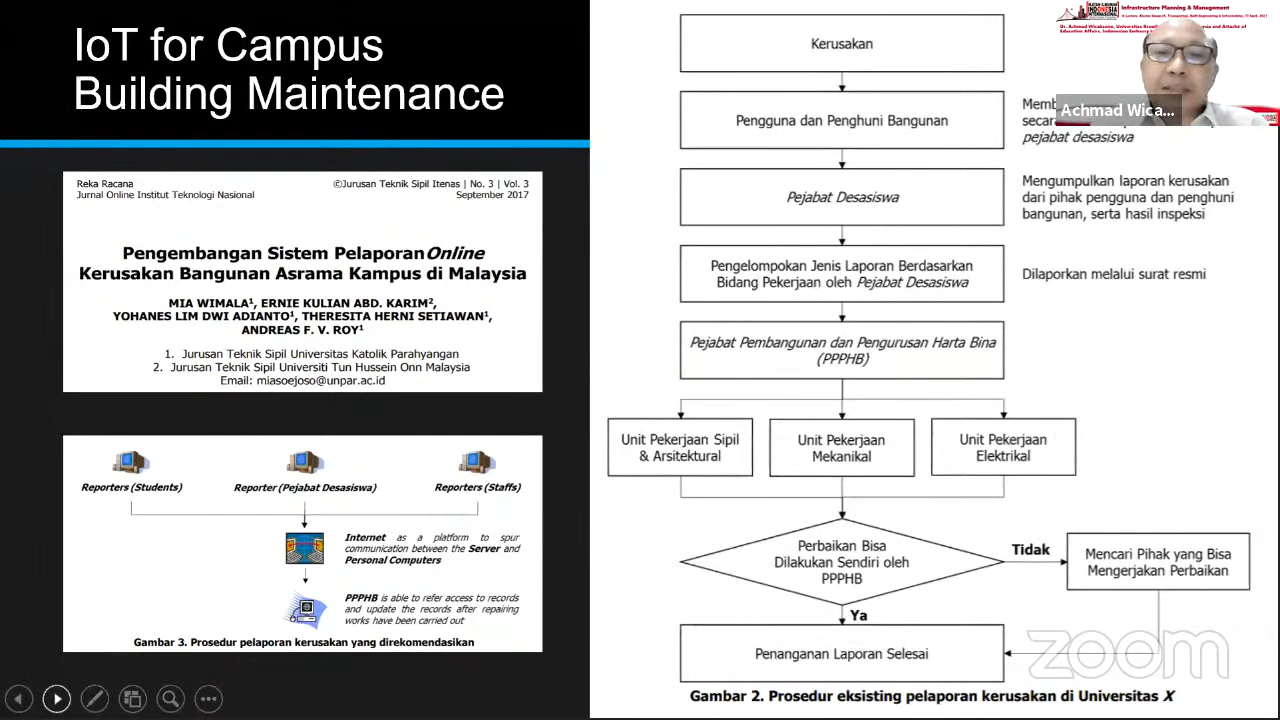 IoT for Campus
Building Maintenance
Reka Racana
Jurnal Online Institut Teknologi Nasional
©Jurusan Teknik Sipil Itenas | No. 3 | Vol. 3
September 2017
Pengembangan Sistem Pelaporan Online
Kerusakan Bangunan Asrama Kampus di Malaysia
MIA WIMALA¹, ERNIE KULIAN ABD. KARIM²,
YOHANES LIM DWI ADIANTO¹, THERESITA HERNI SETIAWAN¹,
ANDREAS F. V. ROY¹
1. Jurusan Teknik Sipil Universitas Katolik Parahyangan
2. Jurusan Teknik Sipil Universiti Tun Hussein Onn Malaysia
Email: miasoejoso@unpar.ac.id
Reporters (Students)
Reporter (Pejabat Desasiswa)
Reporters (Staffs)
Internet as a platform to spur
communication between the Server and
Personal Computers
PPPHB is able to refer access to records
and update the records after repairing
works have been carried out
Gambar 3. Prosedur pelaporan kerusakan yang direkomendasikan
Kerusakan
Pengguna dan Penghuni Bangunan
pejabat desasiswa
Pejabat Desasiswa
Mengumpulkan laporan kerusakan
dari pihak pengguna dan penghuni
bangunan, serta hasil inspeksi
Pengelompokan Jenis Laporan Berdasarkan
Bidang Pekerjaan oleh Pejabat Desasiswa
Dilaporkan melalui surat resmi
Pejabat Pembangunan dan Pengurusan Harta Bina
(PPPHB)
Unit Pekerjaan Sipil
& Arsitektural
Unit Pekerjaan
Mekanikal
Unit Pekerjaan
Elektrikal
Perbaikan Bisa
Dilakukan Sendiri oleh
PPPHB
Tidak
Mencari Pihak yang Bisa
Mengerjakan Perbaikan
Ya
Penanganan Laporan Selesai
Gambar 2. Prosedur eksisting pelaporan kerusakan di Universitas X
zoom
Infrastructure Planning & Management
Achmad Wica...